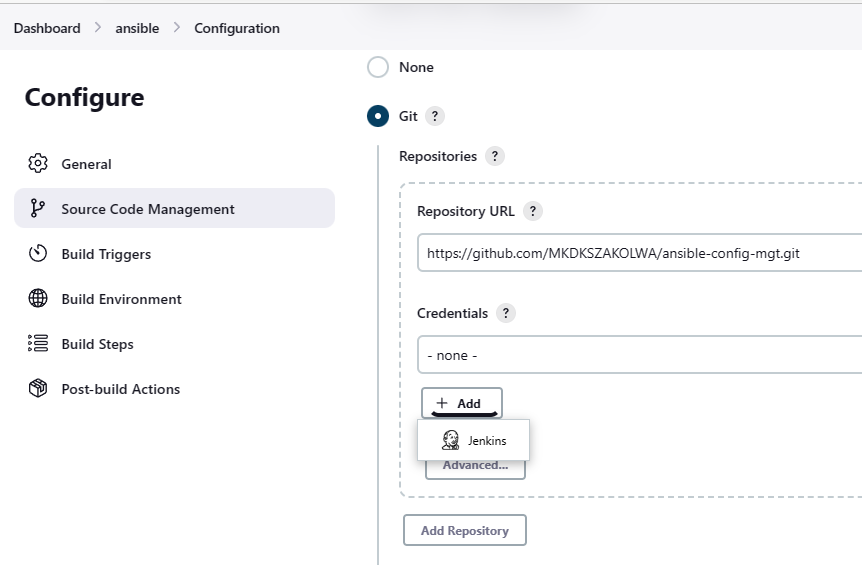 Dashboard > ansible > Configuration
Configure
General
Source Code Management
Build Triggers
Build Environment
Build Steps
Post-build Actions
None
Git ?
Repositories ?
Repository URL ?
https://github.com/MKDKSZAKOLWA/ansible-config-mgt.git
Credentials ?
- none -
+ Add
Jenkins
Advanced...
Add Repository